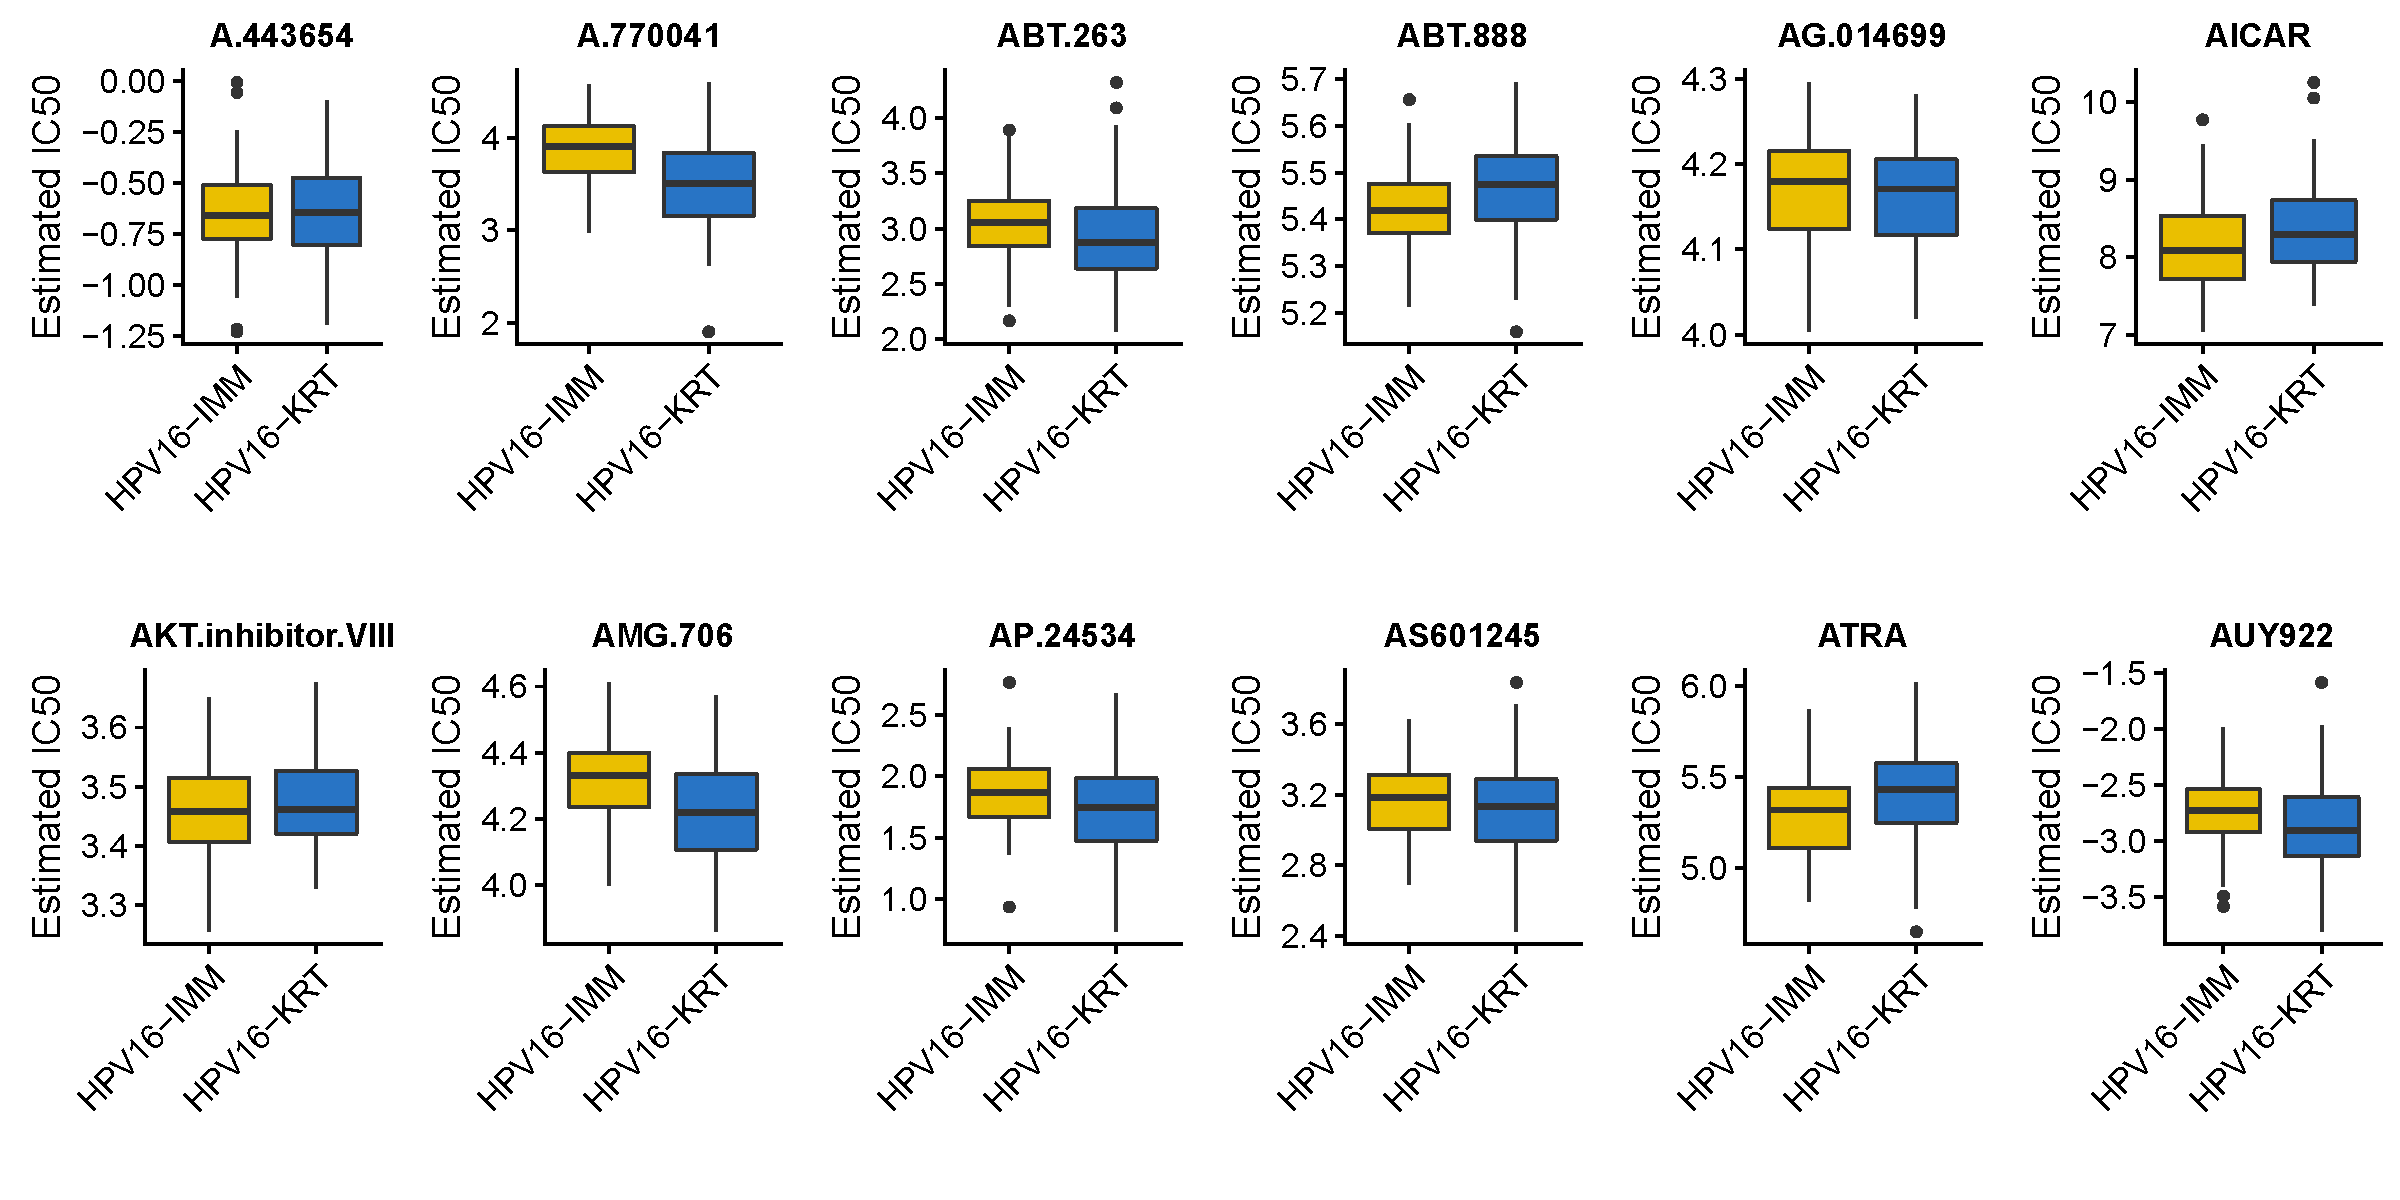 A.443654
Estimated IC50
0.00
−0.25
−0.50
−0.75
−1.00
−1.25
HPV16−IMM
HPV16−KRT
A.770041
Estimated IC50
4
3
2
HPV16−IMM
HPV16−KRT
ABT.263
Estimated IC50
4.0
3.5
3.0
2.5
2.0
HPV16−IMM
HPV16−KRT
ABT.888
Estimated IC50
5.7
5.6
5.5
5.4
5.3
5.2
HPV16−IMM
HPV16−KRT
AG.014699
Estimated IC50
4.3
4.2
4.1
4.0
HPV16−IMM
HPV16−KRT
AICAR
Estimated IC50
10
9
8
7
HPV16−IMM
HPV16−KRT
AKT.inhibitor.VIII
Estimated IC50
3.6
3.5
3.4
3.3
HPV16−IMM
HPV16−KRT
AMG.706
Estimated IC50
4.6
4.4
4.2
4.0
HPV16−IMM
HPV16−KRT
AP.24534
Estimated IC50
2.5
2.0
1.5
1.0
HPV16−IMM
HPV16−KRT
AS601245
Estimated IC50
3.6
3.2
2.8
2.4
HPV16−IMM
HPV16−KRT
ATRA
Estimated IC50
6.0
5.5
5.0
HPV16−IMM
HPV16−KRT
AUY922
Estimated IC50
−1.5
−2.0
−2.5
−3.0
−3.5
HPV16−IMM
HPV16−KRT